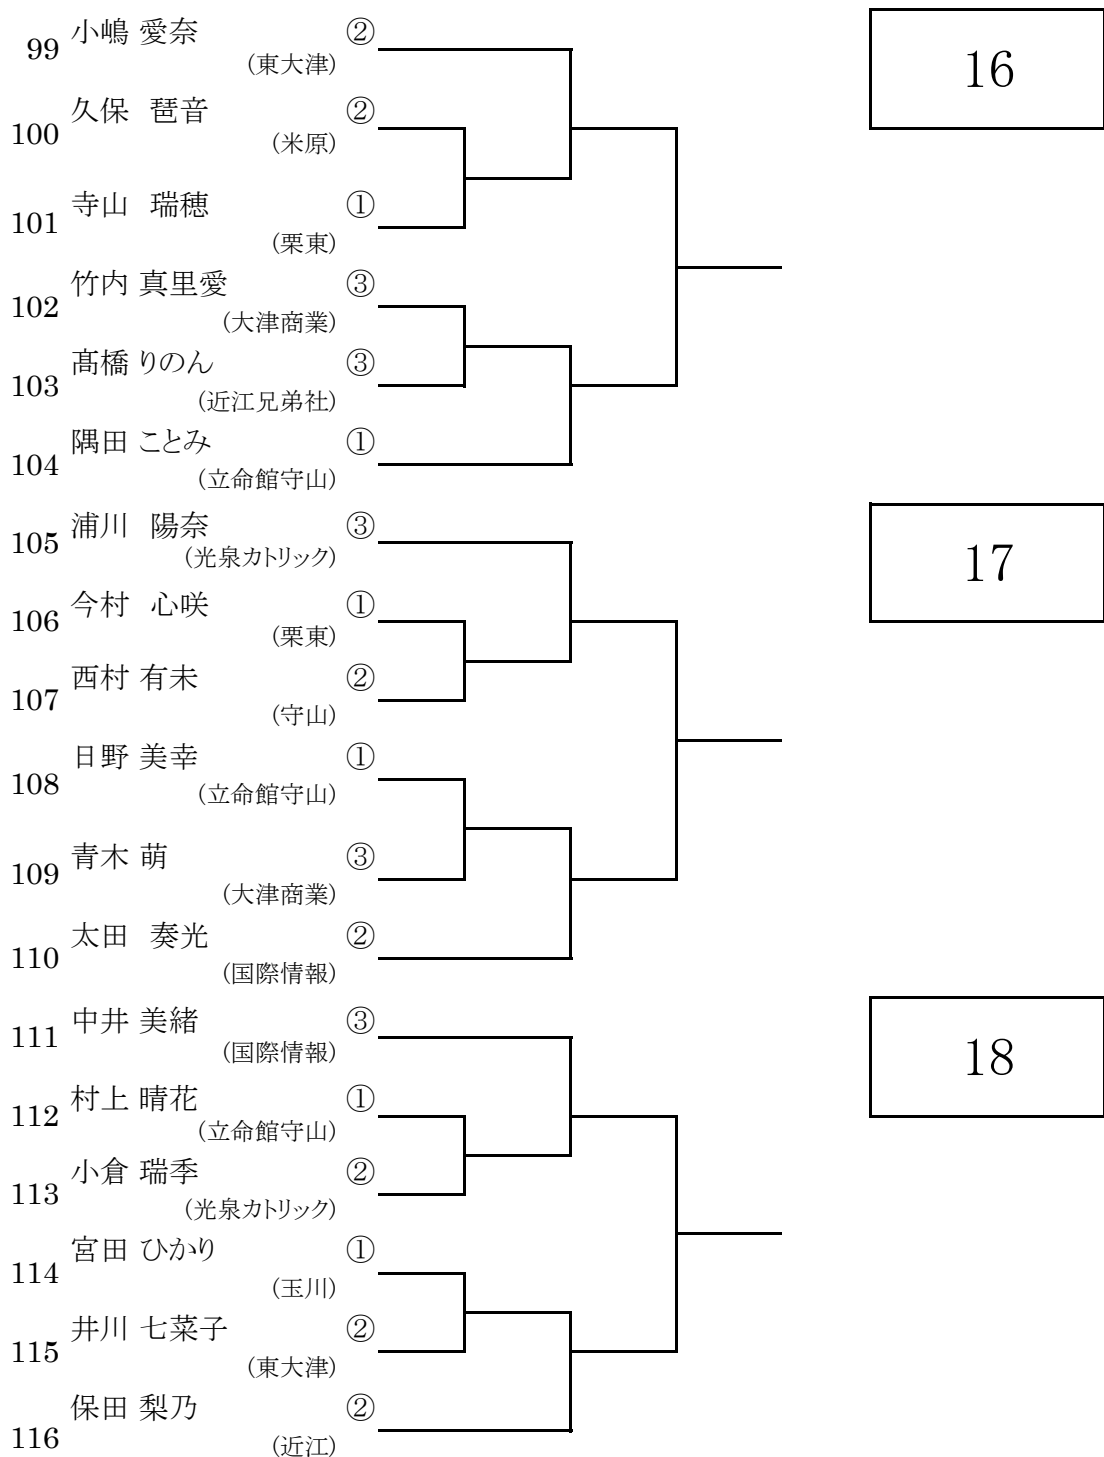 99 小嶋 愛奈 ②
(東大津)
16
100 久保 琶音 ②
(米原)
101 寺山 瑞穂 ①
(栗東)
102 竹内 真里愛 ③
(大津商業)
103 髙橋 りのん ③
(近江兄弟社)
104 隅田 ことみ ①
(立命館守山)
105 浦川 陽奈 ③
(光泉カトリック)
17
106 今村 心咲 ①
(栗東)
107 西村 有未 ②
(守山)
108 日野 美幸 ①
(立命館守山)
109 青木 萌 ③
(大津商業)
110 太田 奏光 ②
(国際情報)
111 中井 美緒 ③
(国際情報)
18
112 村上 晴花 ①
(立命館守山)
113 小倉 瑞季 ②
(光泉カトリック)
114 宮田 ひかり ①
(玉川)
115 井川 七菜子 ②
(東大津)
116 保田 梨乃 ②
(近江)